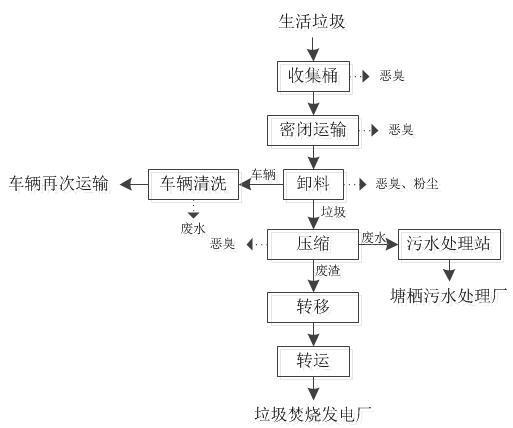 生活垃圾
收集桶
恶臭
密闭运输
恶臭
车辆再次运输
车辆清洗
车辆
卸料
恶臭、粉尘
废水
垃圾
恶臭
压缩
废水
污水处理站
废渣
塘栖污水处理厂
转移
转运
垃圾焚烧发电厂